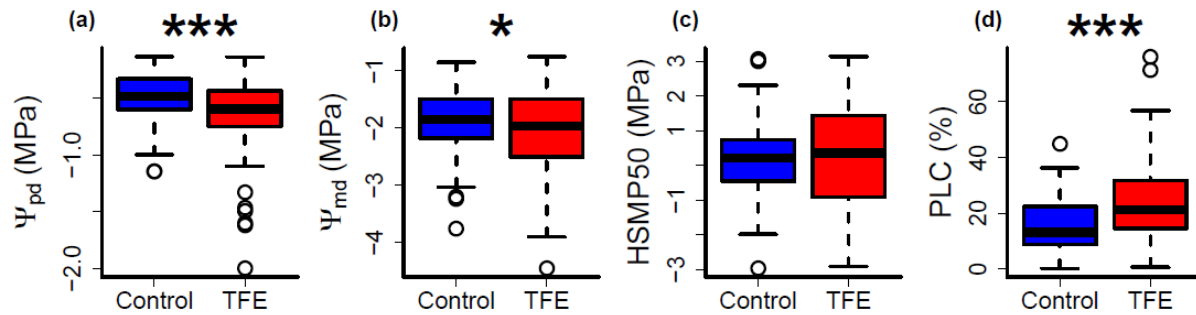 (a) ***
Ψpd (MPa)
−1.0
−2.0
Control TFE
(b) *
Ψmd (MPa)
−1
−2
−3
−4
Control TFE
(c)
HSMP50 (MPa)
3
1
−1
−3
Control TFE
(d) ***
PLC (%)
60
40
20
0
Control TFE